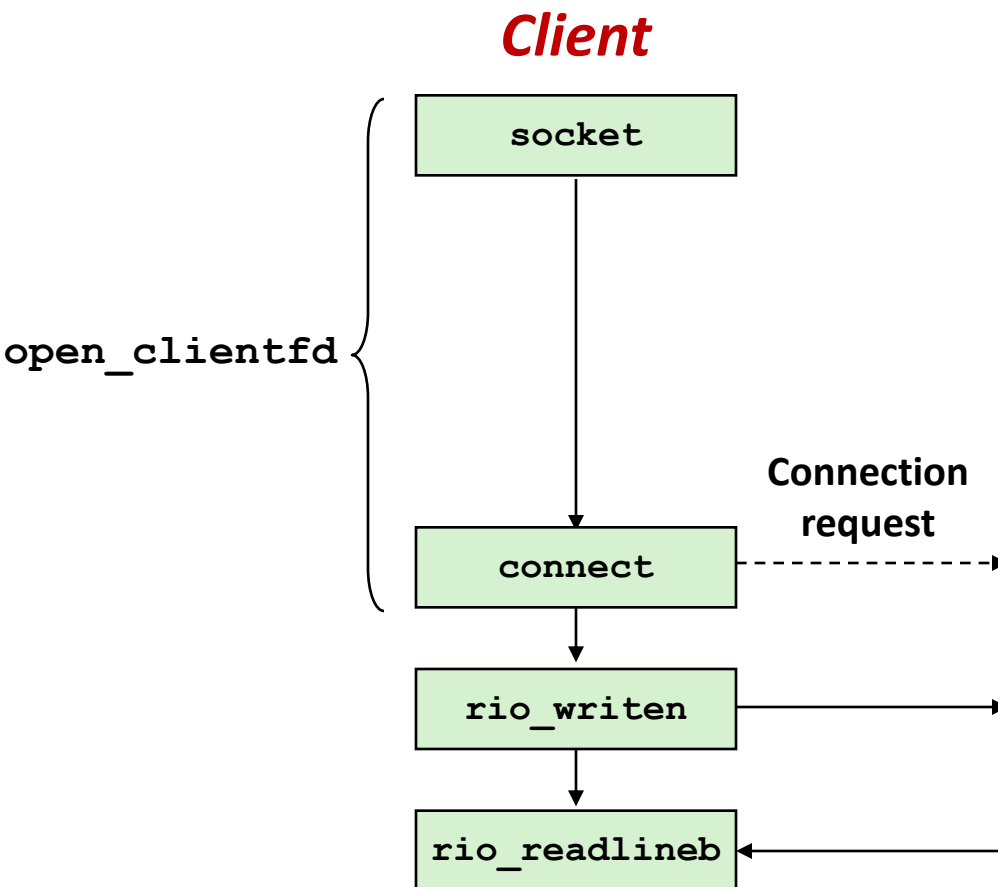 Client
socket
open_clientfd
Connection
request
connect
rio_writen
rio_readlineb